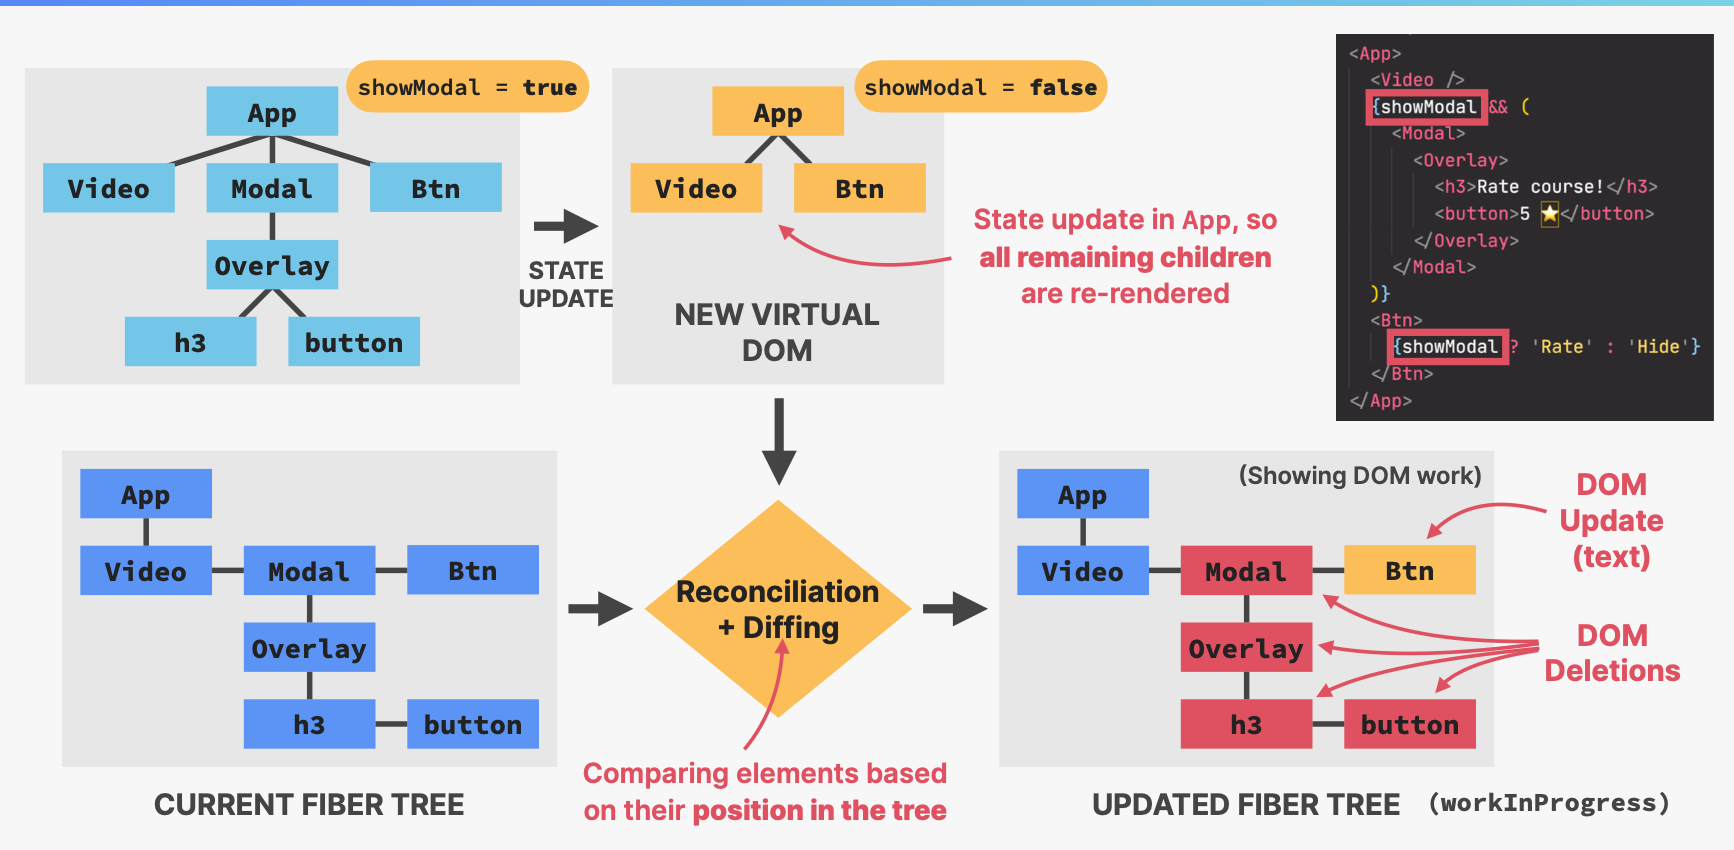 showModal = true
App
Video
Modal
Btn
Overlay
h3
button
STATE
UPDATE
showModal = false
App
Video
Btn
NEW VIRTUAL
DOM
State update in App, so
all remaining children
are re-rendered
<App>
<Video />
{showModal && (
<Modal>
<Overlay>
<h3>Rate course!</h3>
<button>5 ⭐</button>
</Overlay>
</Modal>
)}
<Btn>
{showModal ? 'Rate' : 'Hide'}
</Btn>
</App>
App
Video
Modal
Btn
Overlay
h3
button
CURRENT FIBER TREE
Reconciliation
+ Diffing
Comparing elements based
on their position in the tree
(Showing DOM work)
App
Video
Modal
Btn
Overlay
h3
button
DOM
Update
(text)
DOM
Deletions
UPDATED FIBER TREE (workInProgress)